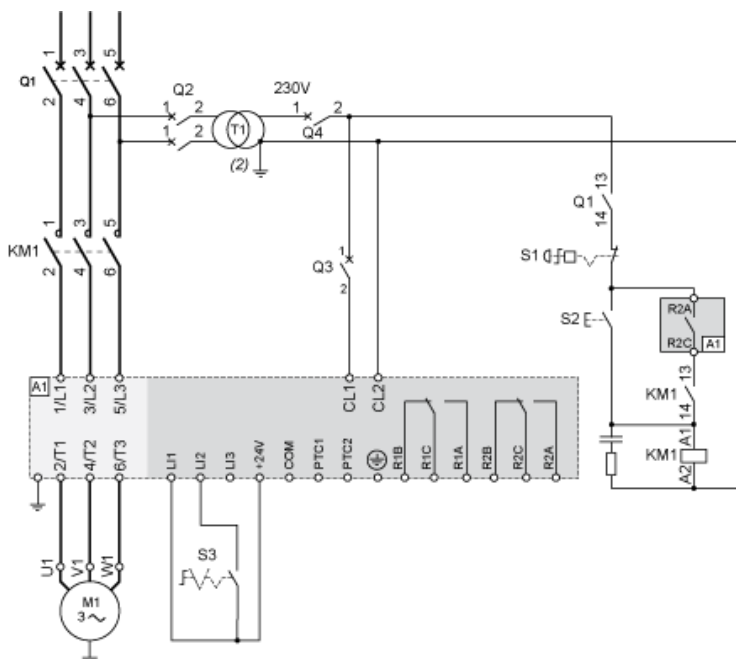 1 3 5
Q1
2 4 6
Q2
1 2
1 2
T1
(2)
230V
1 2
Q4
13
Q1
14
S1
S2
R2A
R2C
A1
13
KM1
14
A1
KM1
A2
1 3 5
KM1
2 4 6
1
Q3
2
A1
1/L1 3/L2 5/L3
CL1 CL2
2/T1 4/T2 6/T3
LI1 LI2 LI3 +24V COM PTC1 PTC2 R1B R1C R1A R2B R2C R2A
S3
U1 V1 W1
M1
3